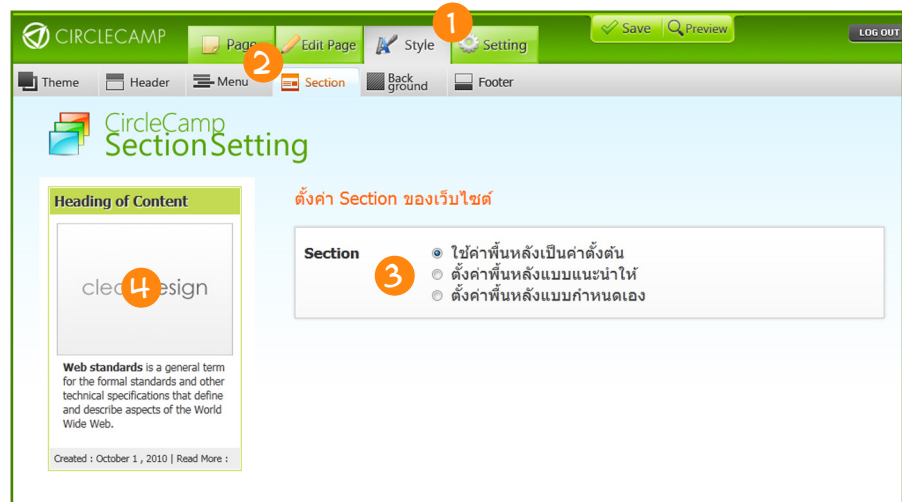 1
CIRCLECAMP
Page
Edit Page
Style
Setting
Save
Preview
LOG OUT
2
Theme
Header
Menu
Section
Back
ground
Footer
CircleCamp
Section Setting
Heading of Content
ตั้งค่า Section ของเว็บไซต์
Section
3
ใช้ค่าพื้นหลังเป็นค่าตั้งต้น
ตั้งค่าพื้นหลังแบบแนะนำให้
ตั้งค่าพื้นหลังแบบกำหนดเอง
4
Web standards is a general term
for the formal standards and other
technical specifications that define
and describe aspects of the World
Wide Web.
Created : October 1 , 2010 | Read More :